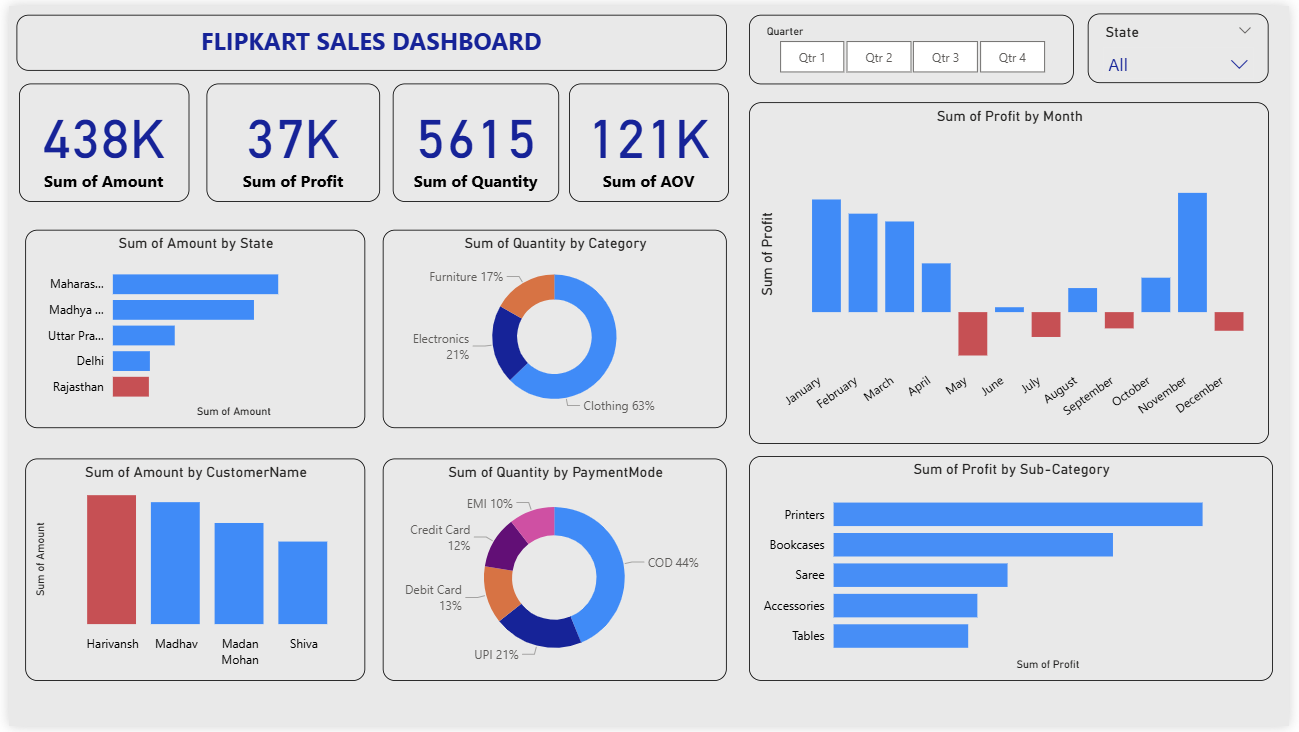 FLIPKART SALES DASHBOARD
Quarter
Qtr 1
Qtr 2
Qtr 3
Qtr 4
State
All
438K
Sum of Amount
37K
Sum of Profit
5615
Sum of Quantity
121K
Sum of AOV
Sum of Profit by Month
Sum of Profit
January
February
March
April
May
June
July
August
September
October
November
December
Sum of Amount by State
Maharas...
Madhya ...
Uttar Pra...
Delhi
Rajasthan
Sum of Amount
Sum of Quantity by Category
Furniture 17%
Electronics
21%
Clothing 63%
Sum of Amount by CustomerName
Sum of Amount
Harivansh
Madhav
Madan
Mohan
Shiva
Sum of Quantity by PaymentMode
EMI 10%
Credit Card
12%
COD 44%
Debit Card
13%
UPI 21%
Sum of Profit by Sub-Category
Printers
Bookcases
Saree
Accessories
Tables
Sum of Profit